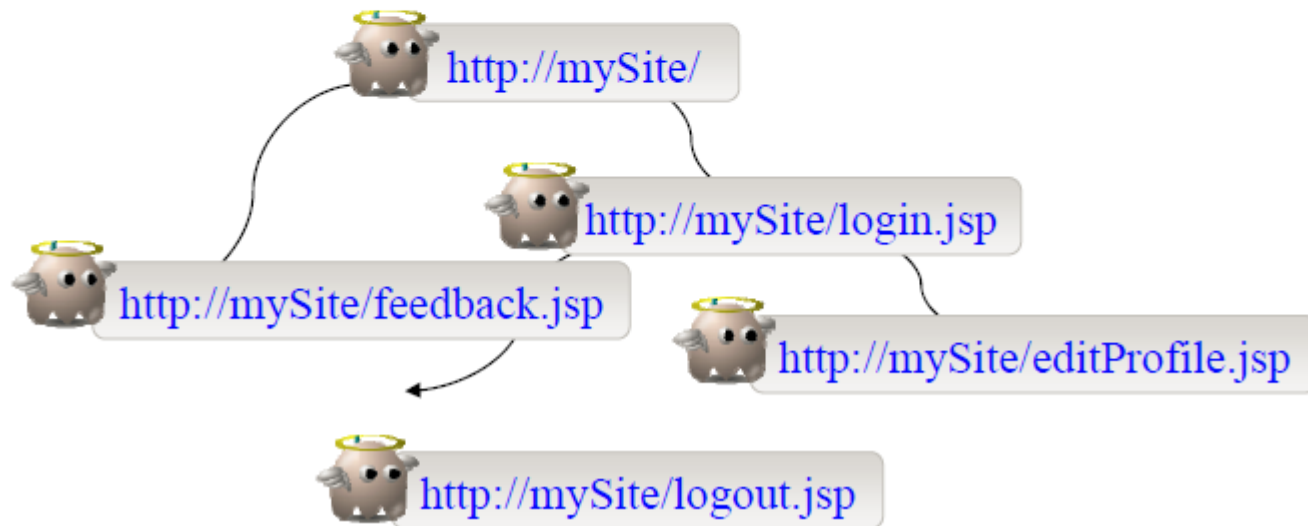 http://mySite/
http://mySite/login.jsp
http://mySite/feedback.jsp
http://mySite/editProfile.jsp
http://mySite/logout.jsp